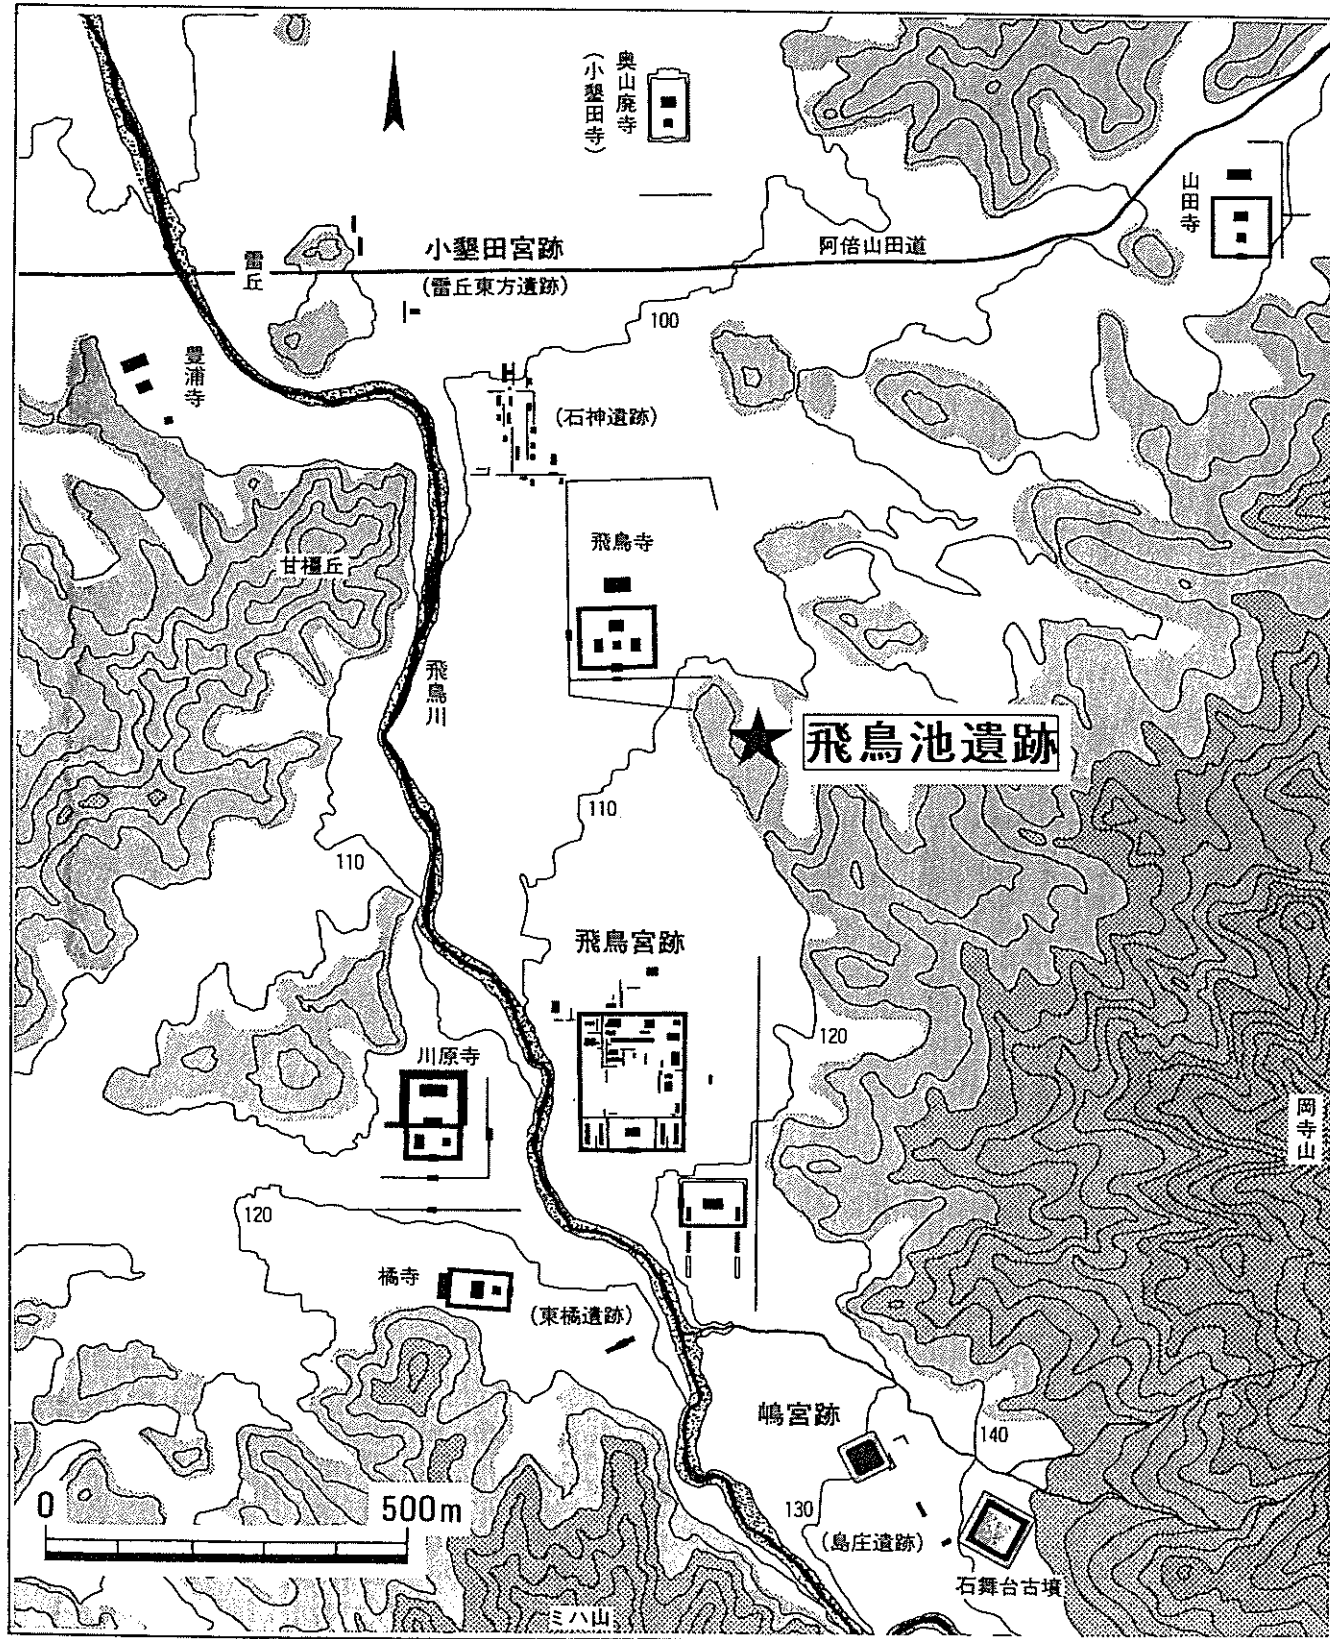 奥山廃寺
(小墾田寺)
山田寺
阿倍山田道
小墾田宮跡
(雷丘東方遺跡)
雷丘
100
豊浦寺
(石神遺跡)
飛鳥寺
甘橿丘
飛鳥川
飛鳥池遺跡
110
110
飛鳥宮跡
120
川原寺
岡寺山
120
橘寺
(東橘遺跡)
嶋宮跡
140
130
(島庄遺跡)
石舞台古墳
0
500m
ミハ山